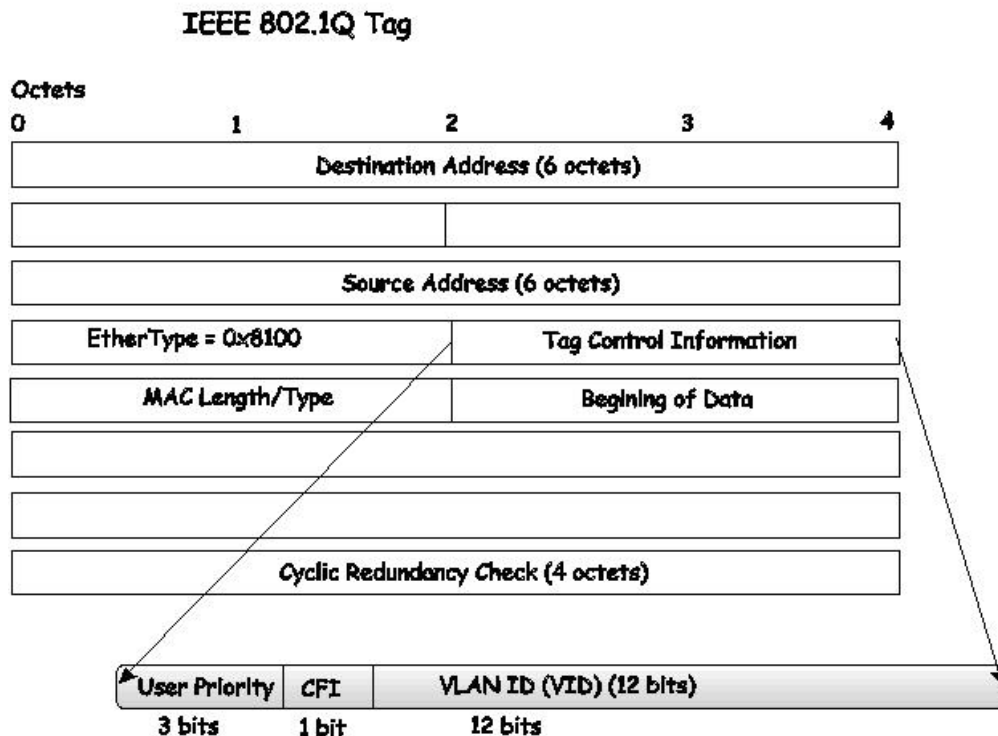 IEEE 802.1Q Tag
Octets
0 1 2 3 4
Destination Address (6 octets)
Source Address (6 octets)
EtherType = 0x8100 Tag Control Information
MAC Length/Type Begining of Data
Cyclic Redundancy Check (4 octets)
User Priority CFI VLAN ID (VID) (12 bits)
3 bits 1 bit 12 bits